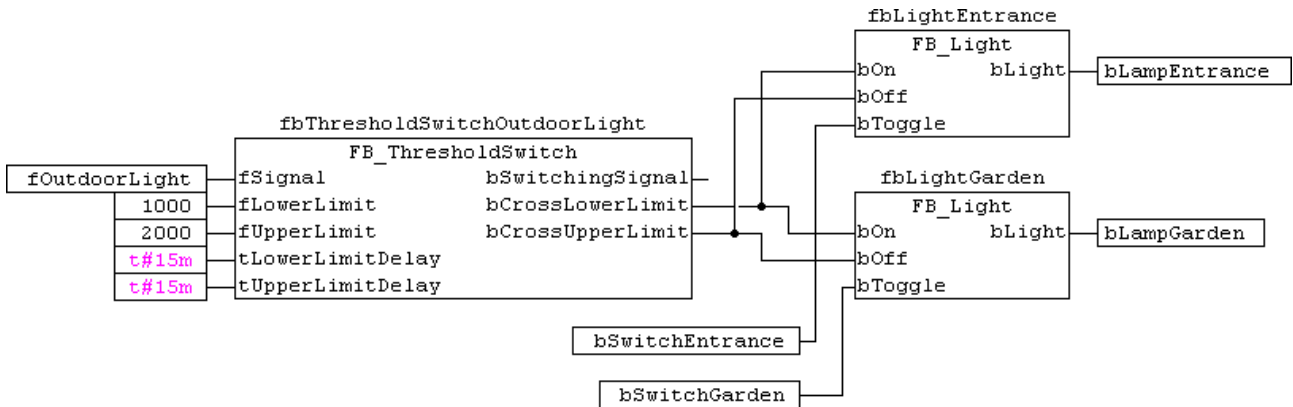 fbLightEntrance
FB_Light
bOn bLight bLampEntrance
bOff
bToggle
fbThresholdSwitchOutdoorLight
FB_ThresholdSwitch
fOutdoorLight fSignal bSwitchingSignal
1000 fLowerLimit bCrossLowerLimit
2000 fUpperLimit bCrossUpperLimit
t#15m tLowerLimitDelay
t#15m tUpperLimitDelay
fbLightGarden
FB_Light
bOn bLight bLampGarden
bOff
bToggle
bSwitchEntrance
bSwitchGarden